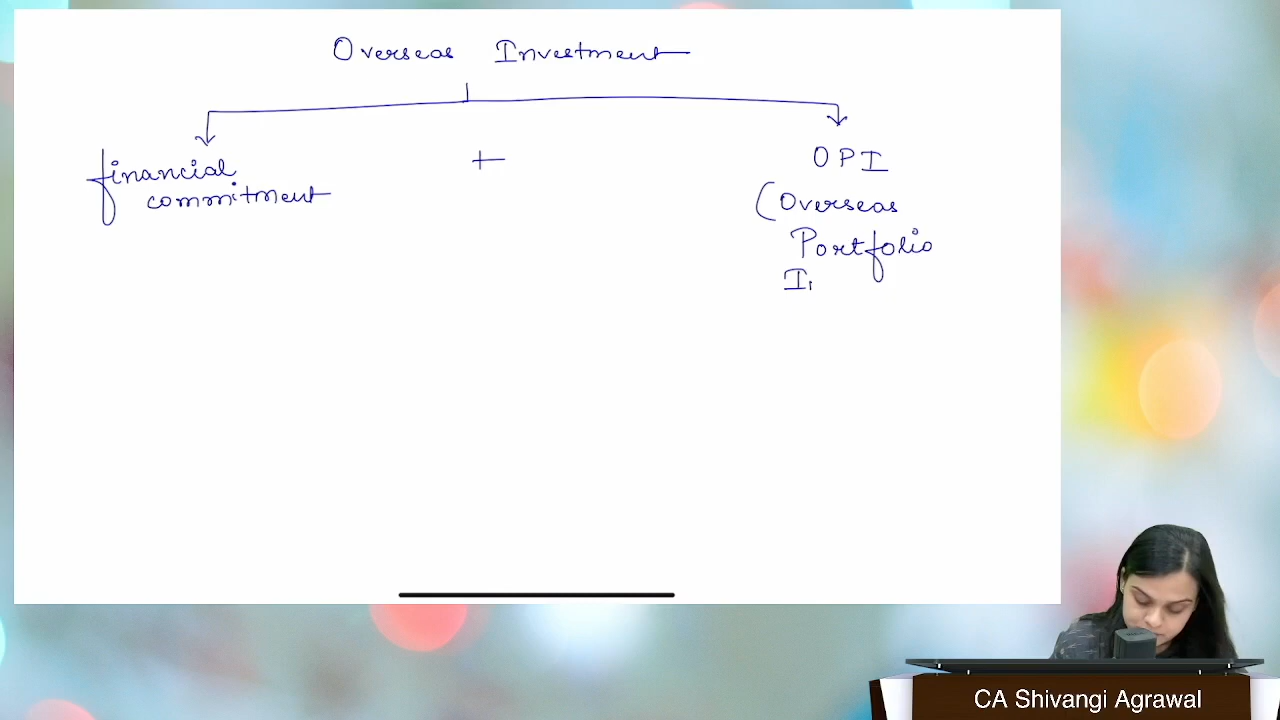 Overseas Investment
financial
commitment
+
OPI
(Overseas
Portfolio
I
CA Shivangi Agrawal